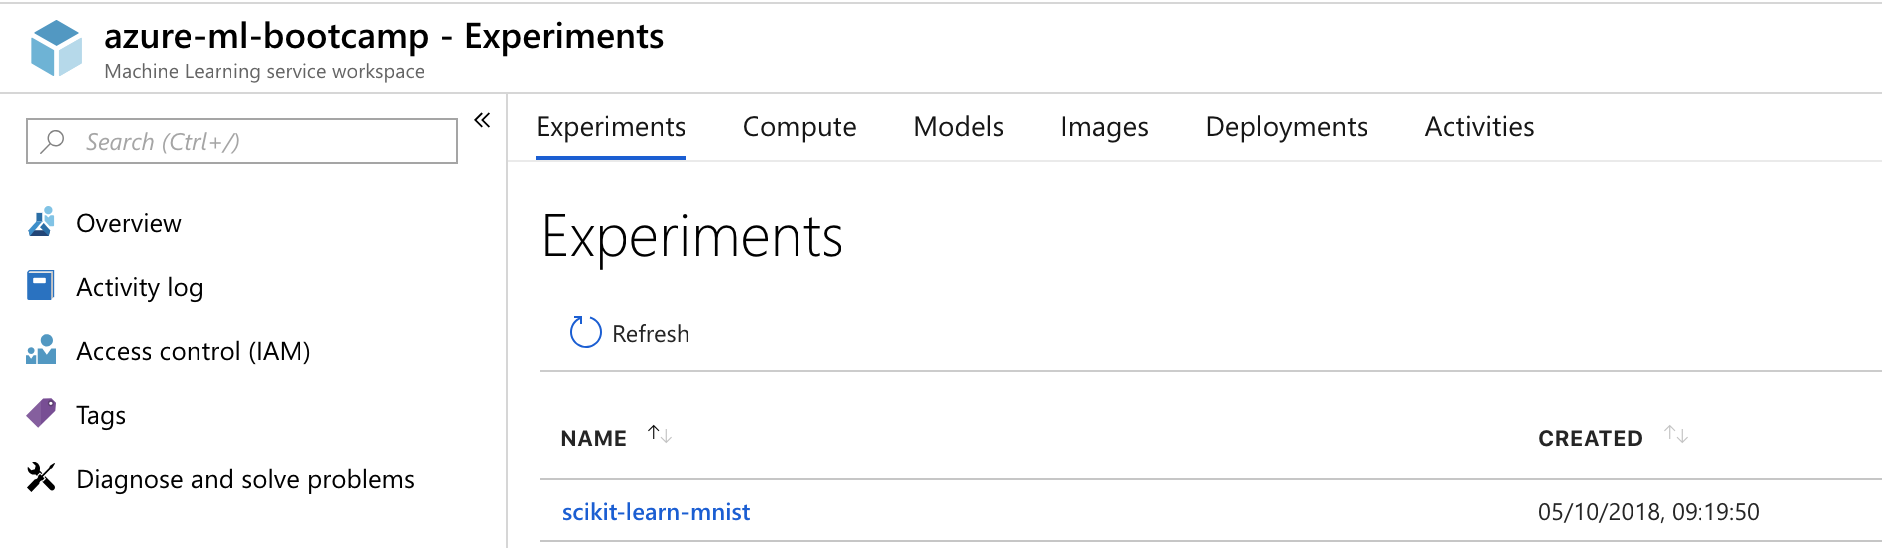 azure-ml-bootcamp - Experiments
Machine Learning service workspace
Search (Ctrl+/)
«
Overview
Activity log
Access control (IAM)
Tags
Diagnose and solve problems
Experiments Compute Models Images Deployments Activities
Experiments
Refresh
NAME ↑↓ CREATED ↑↓
scikit-learn-mnist 05/10/2018, 09:19:50